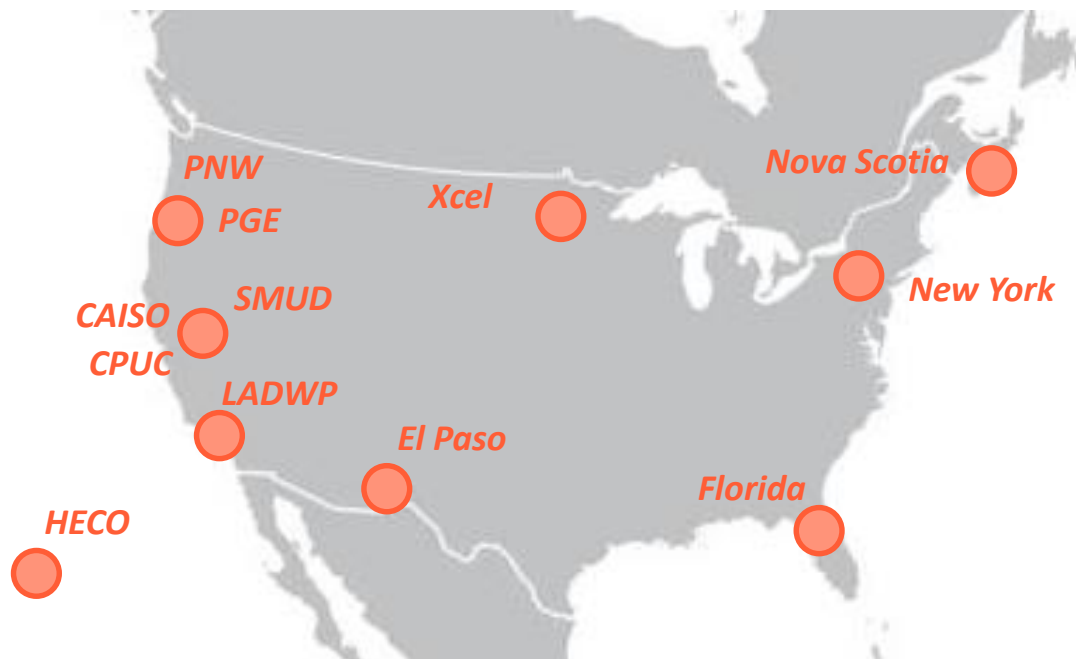 PNW
PGE
Xcel
Nova Scotia
New York
SMUD
CAISO
CPUC
LADWP
El Paso
Florida
HECO